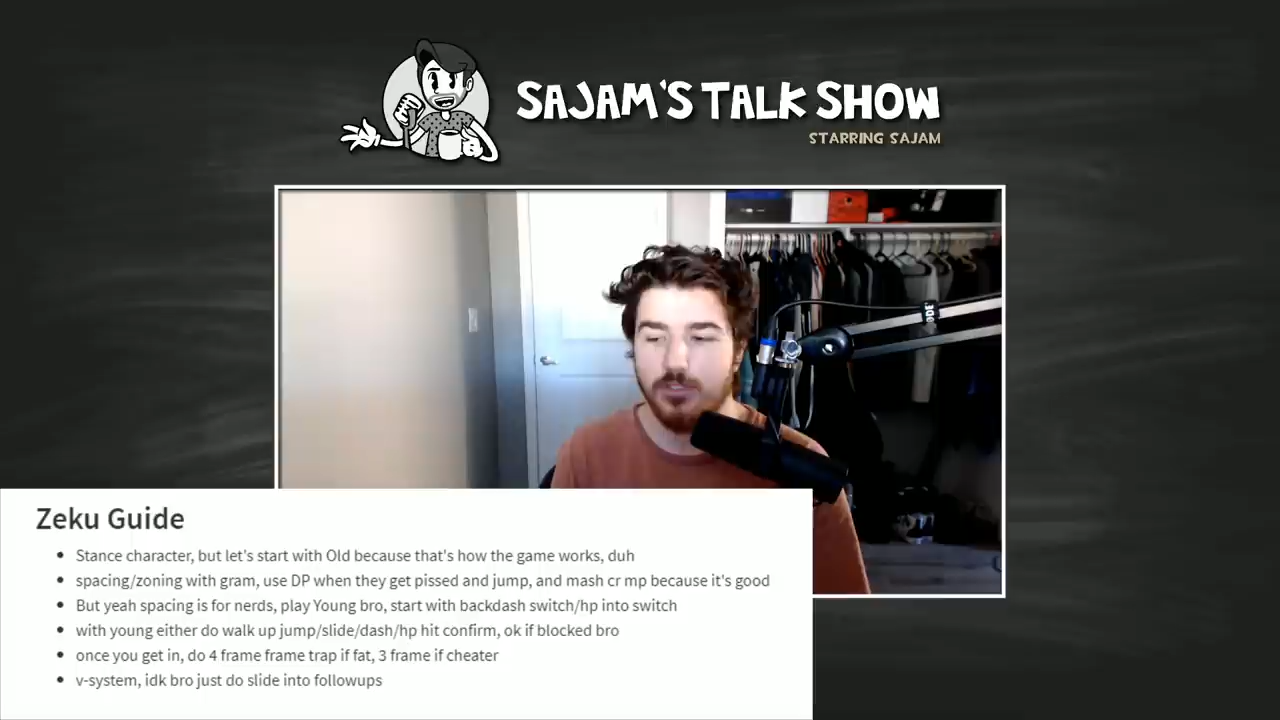 SAJAM'S TALK SHOW
STARRING SAJAM
Zeku Guide
Stance character, but let's start with Old because that's how the game works, duh
spacing/zoning with gram, use DP when they get pissed and jump, and mash cr mp because it's good
But yeah spacing is for nerds, play Young bro, start with backdash switch/hp into switch
with young either do walk up jump/slide/dash/hp hit confirm, ok if blocked bro
once you get in, do 4 frame frame trap if fat, 3 frame if cheater
v-system, idk bro just do slide into followups